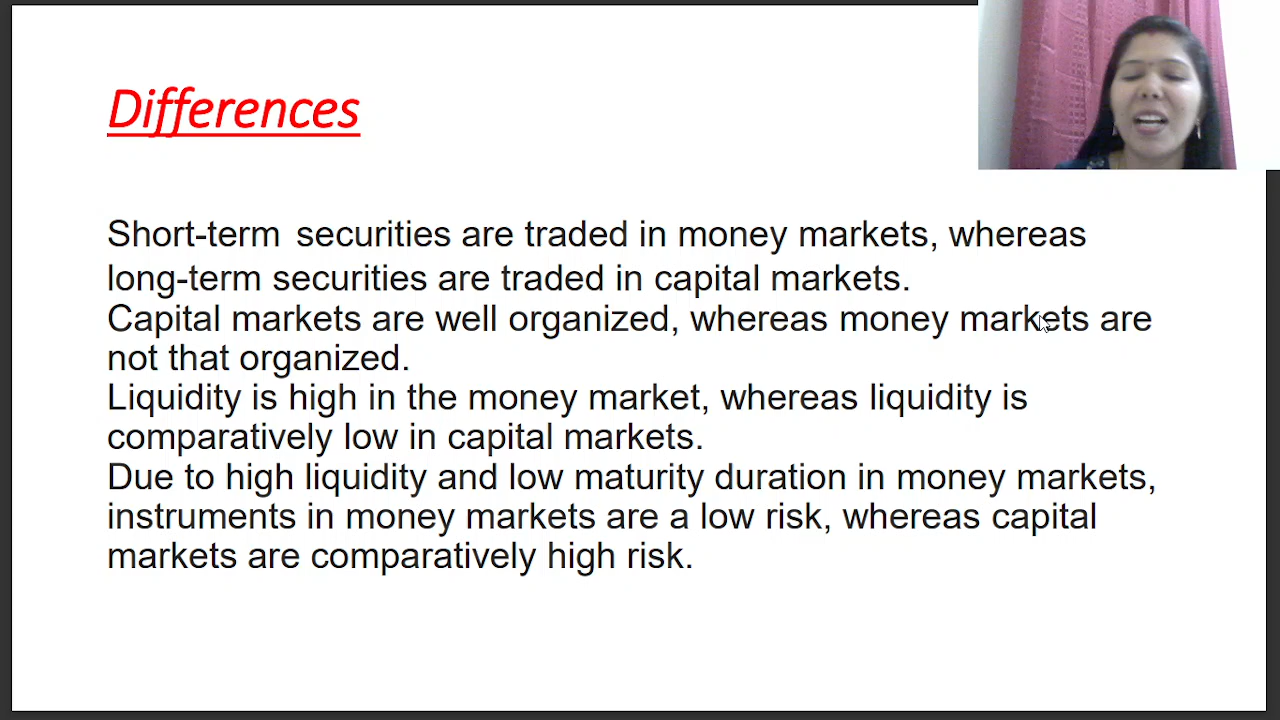 Differences
Short-term securities are traded in money markets, whereas
long-term securities are traded in capital markets.
Capital markets are well organized, whereas money markets are
not that organized.
Liquidity is high in the money market, whereas liquidity is
comparatively low in capital markets.
Due to high liquidity and low maturity duration in money markets,
instruments in money markets are a low risk, whereas capital
markets are comparatively high risk.